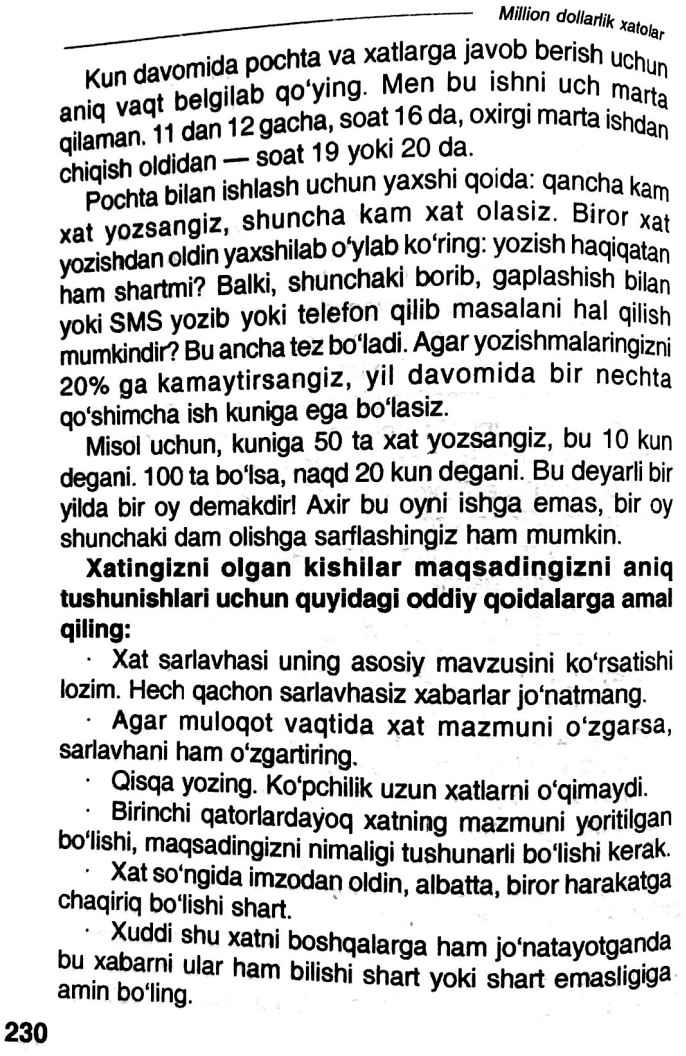 Million dollarlik xatolar
Kun davomida pochta va xatlarga javob berish uchun
aniq vaqt belgilab qo‘ying. Men bu ishni uch marta
qilaman. 11 dan 12 gacha, soat 16 da, oxirgi marta ishdan
chiqish oldidan — soat 19 yoki 20 da.
Pochta bilan ishlash uchun yaxshi qoida: qancha kam
xat yozsangiz, shuncha kam xat olasiz. Biror xat
yozishdan oldin yaxshilab o‘ylab ko‘ring: yozish haqiqatan
ham shartmi? Balki, shunchaki borib, gaplashish bilan
yoki SMS yozib yoki telefon qilib masalani hal qilish
mumkindir? Bu ancha tez bo‘ladi. Agar yozishmalaringizni
20% ga kamaytirsangiz, yil davomida bir nechta
qo‘shimcha ish kuniga ega bo‘lasiz.
Misol uchun, kuniga 50 ta xat yozsangiz, bu 10 kun
degani. 100 ta bo‘lsa, naqd 20 kun degani. Bu deyarli bir
yilda bir oy demakdir! Axir bu oyni ishga emas, bir oy
shunchaki dam olishga sarflashingiz ham mumkin.
Xatingizni olgan kishilar maqsadingizni aniq
tushunishlari uchun quyidagi oddiy qoidalarga amal
qiling:
· Xat sarlavhasi uning asosiy mavzusini ko‘rsatishi
lozim. Hech qachon sarlavhasiz xabarlar jo‘natmang.
· Agar muloqot vaqtida xat mazmuni o‘zgarsa,
sarlavhani ham o‘zgartiring.
· Qisqa yozing. Ko‘pchilik uzun xatlarni o‘qimaydi.
· Birinchi qatorlardayoq xatning mazmuni yoritilgan
bo‘lishi, maqsadingizni nimaligi tushunarli bo‘lishi kerak.
· Xat so‘ngida imzodan oldin, albatta, biror harakatga
chaqiriq bo‘lishi shart.
· Xuddi shu xatni boshqalarga ham jo‘natayotganda
bu xabarni ular ham bilishi shart yoki shart emasligiga
amin bo‘ling.
230